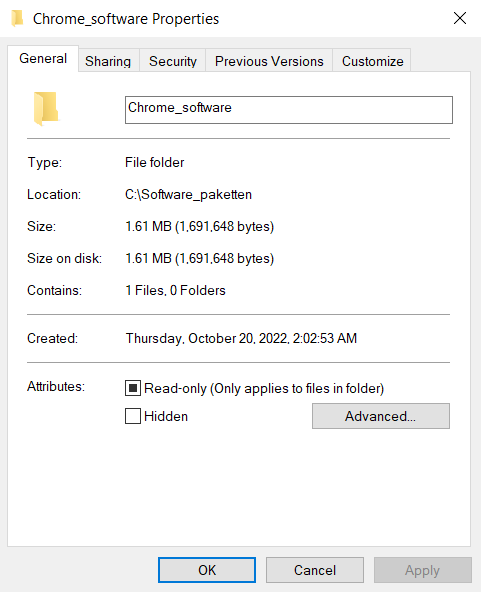 Chrome_software Properties
General Sharing Security Previous Versions Customize
Chrome_software
Type: File folder
Location: C:\Software_paketten
Size: 1.61 MB (1,691,648 bytes)
Size on disk: 1.61 MB (1,691,648 bytes)
Contains: 1 Files, 0 Folders
Created: Thursday, October 20, 2022, 2:02:53 AM
Attributes: Read-only (Only applies to files in folder)
Hidden Advanced...
OK Cancel Apply